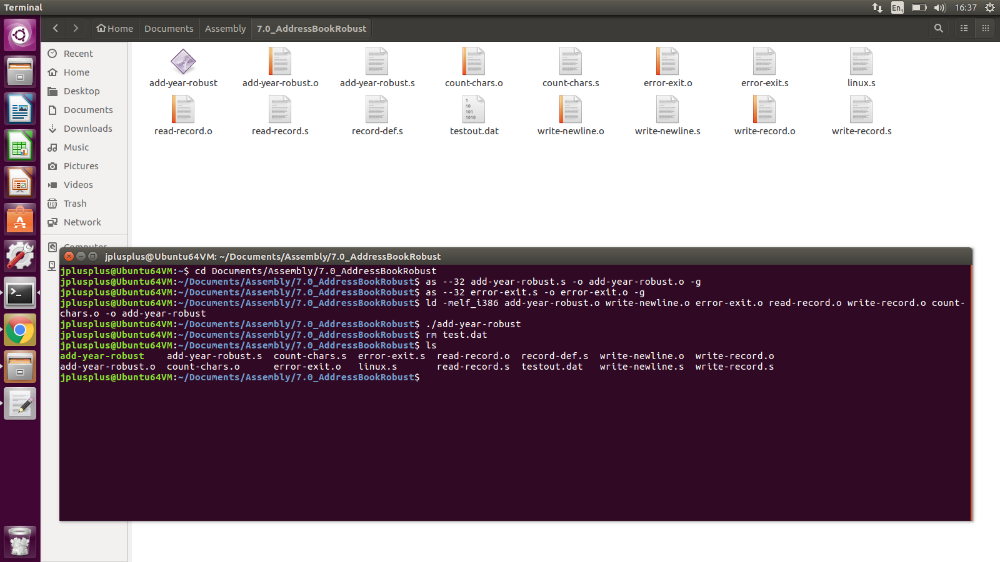 Terminal
En1
16:37
Home
Documents
Assembly
7.0_AddressBookRobust
Recent
Home
Desktop
Documents
Downloads
Music
Pictures
Videos
Trash
Network
Computer
add-year-robust
add-year-robust.o
add-year-robust.s
count-chars.o
count-chars.s
error-exit.o
error-exit.s
linux.s
read-record.o
read-record.s
record-def.s
1
10
101
1010
testout.dat
write-newline.o
write-newline.s
write-record.o
write-record.s
jplusplus@Ubuntu64VM: ~/Documents/Assembly/7.0_AddressBookRobust
jplusplus@Ubuntu64VM:~$ cd Documents/Assembly/7.0_AddressBookRobust
jplusplus@Ubuntu64VM:~/Documents/Assembly/7.0_AddressBookRobust$ as --32 add-year-robust.s -o add-year-robust.o -g
jplusplus@Ubuntu64VM:~/Documents/Assembly/7.0_AddressBookRobust$ as --32 error-exit.s -o error-exit.o -g
jplusplus@Ubuntu64VM:~/Documents/Assembly/7.0_AddressBookRobust$ ld -melf_i386 add-year-robust.o write-newline.o error-exit.o read-record.o write-record.o count-
chars.o -o add-year-robust
jplusplus@Ubuntu64VM:~/Documents/Assembly/7.0_AddressBookRobust$ ./add-year-robust
jplusplus@Ubuntu64VM:~/Documents/Assembly/7.0_AddressBookRobust$ rm test.dat
jplusplus@Ubuntu64VM:~/Documents/Assembly/7.0_AddressBookRobust$ ls
add-year-robust    add-year-robust.s  count-chars.s  error-exit.s  read-record.o  record-def.s  write-newline.o  write-record.o
add-year-robust.o  count-chars.o      error-exit.o   linux.s       read-record.s  testout.dat   write-newline.s  write-record.s
jplusplus@Ubuntu64VM:~/Documents/Assembly/7.0_AddressBookRobust$